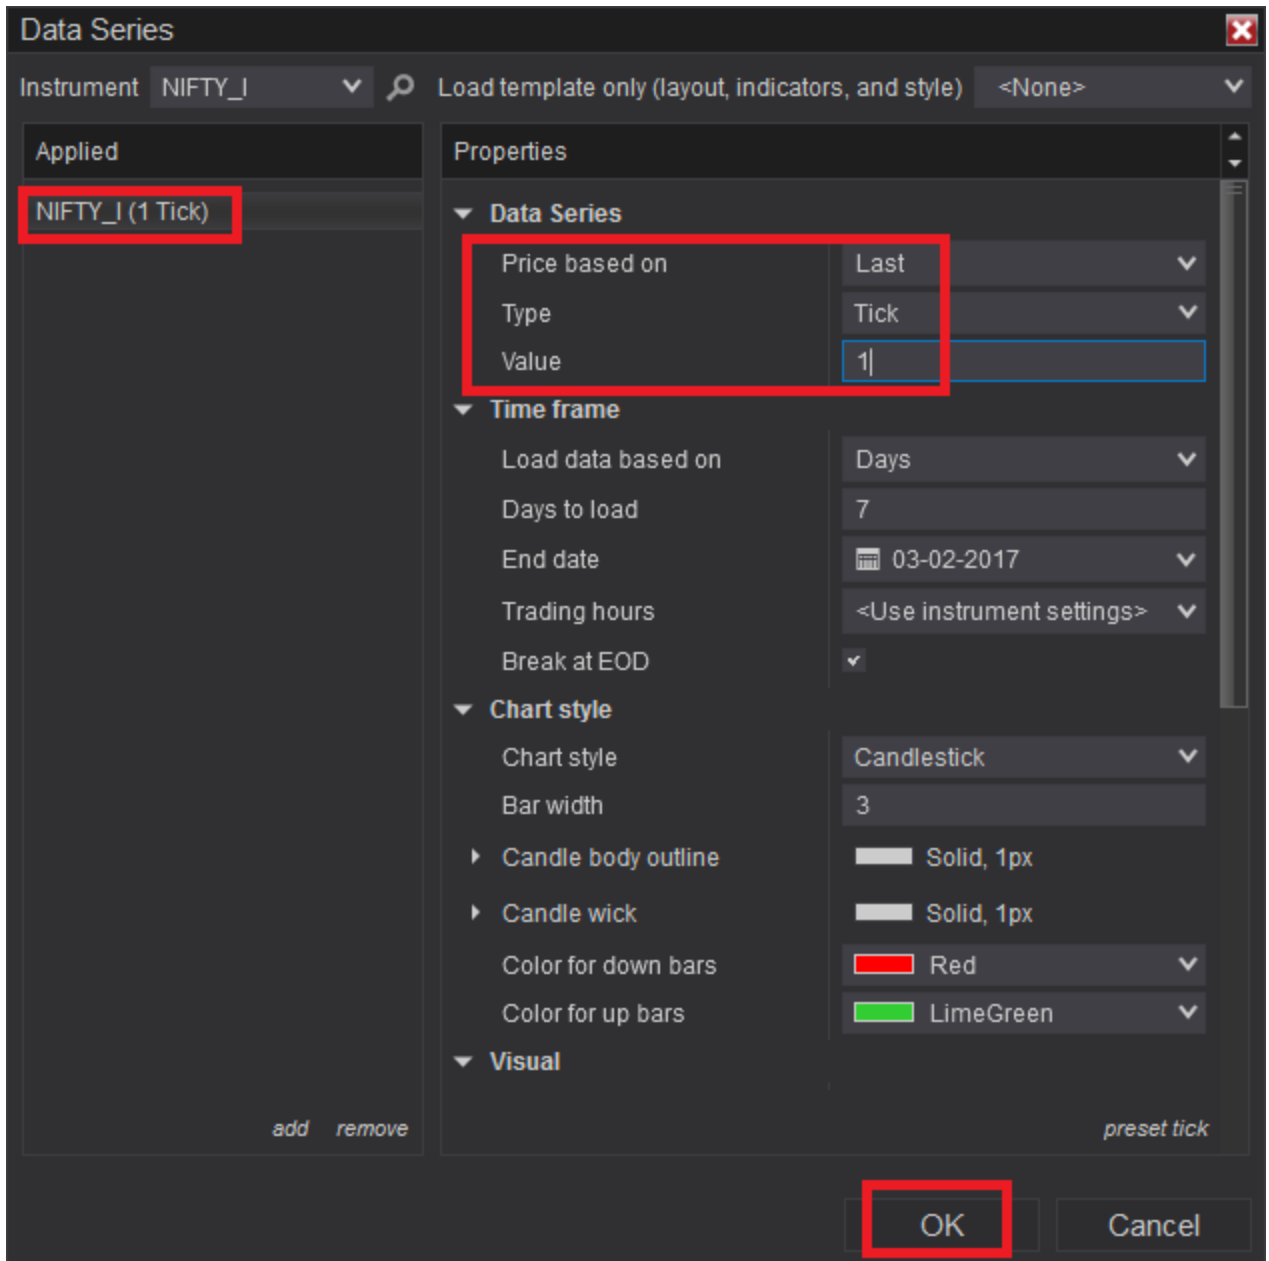 Data Series
Instrument NIFTY_I Load template only (layout, indicators, and style) <None>
Applied
NIFTY_I (1 Tick)
add remove
Properties
Data Series
Price based on Last
Type Tick
Value 1
Time frame
Load data based on Days
Days to load 7
End date 03-02-2017
Trading hours <Use instrument settings>
Break at EOD
Chart style
Chart style Candlestick
Bar width 3
Candle body outline Solid, 1px
Candle wick Solid, 1px
Color for down bars Red
Color for up bars LimeGreen
Visual
preset tick
OK Cancel